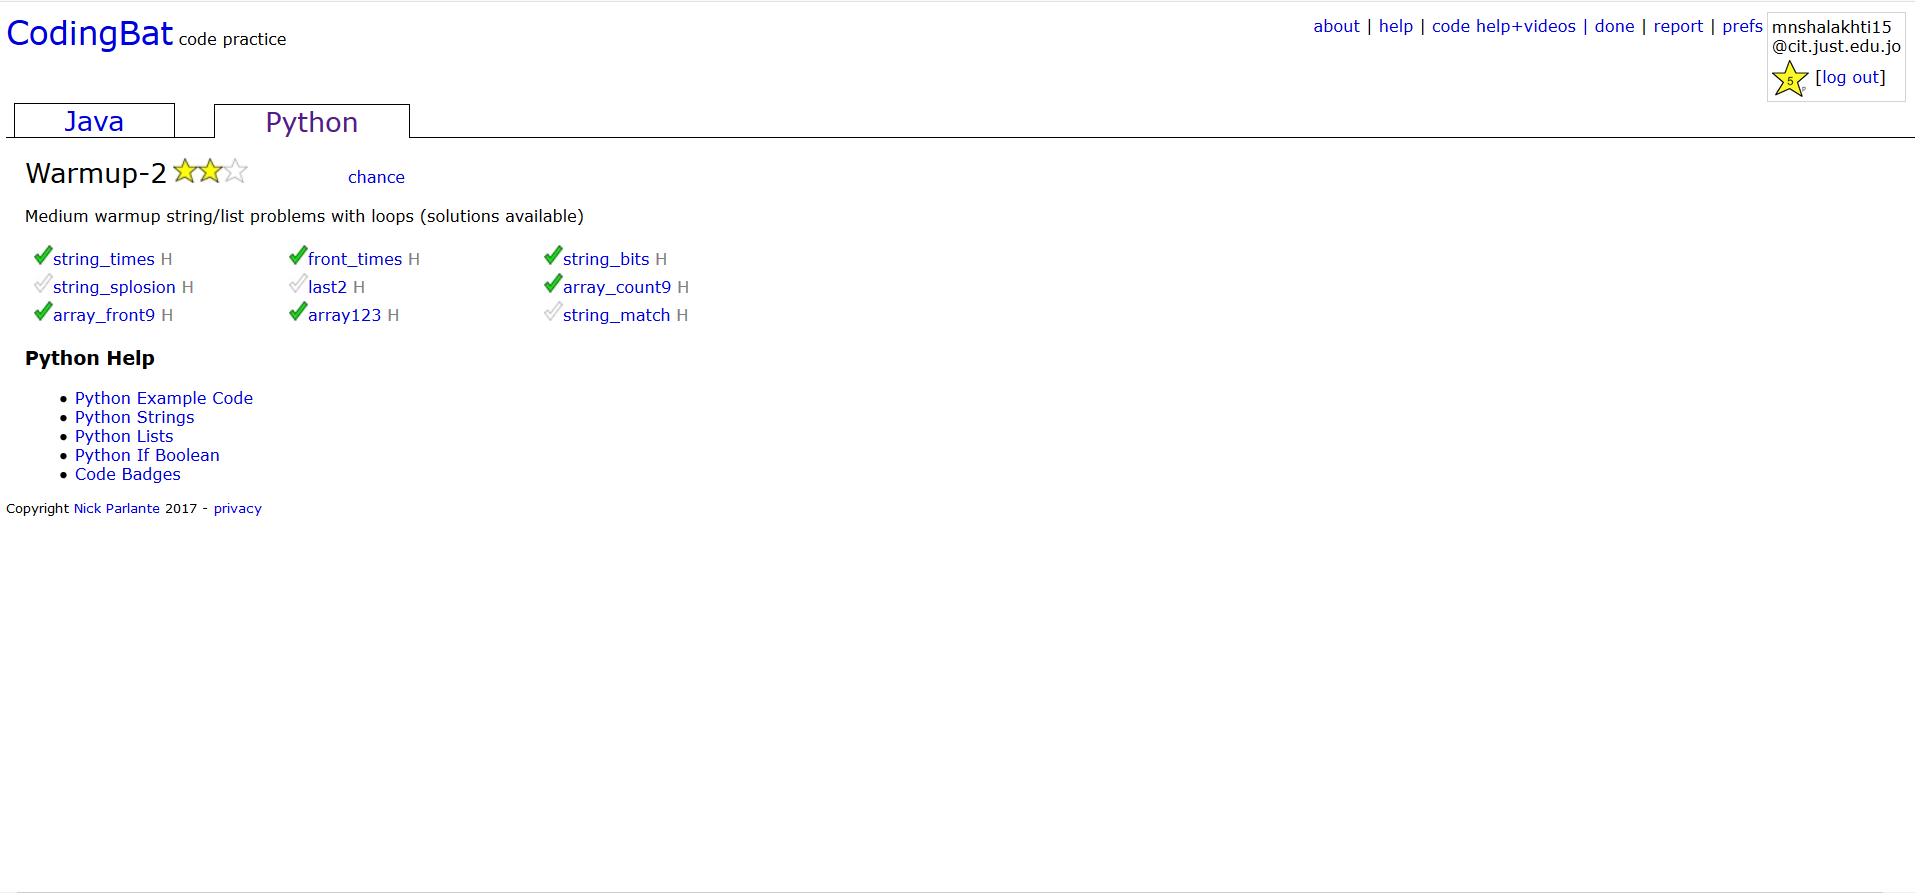 CodingBat code practice
about | help | code help+videos | done | report | prefs
mnshalakhti15
@cit.just.edu.jo
5 [log out]
Java Python
Warmup-2 chance
Medium warmup string/list problems with loops (solutions available)
string_times H front_times H string_bits H
string_splosion H last2 H array_count9 H
array_front9 H array123 H string_match H
Python Help
• Python Example Code
• Python Strings
• Python Lists
• Python If Boolean
• Code Badges
Copyright Nick Parlante 2017 - privacy